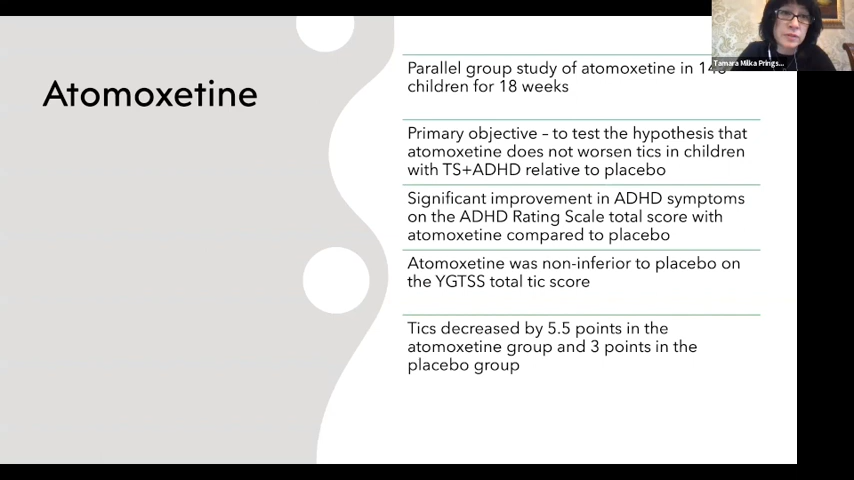 Tamara Milka Prings...
Atomoxetine
Parallel group study of atomoxetine in
children for 18 weeks
Primary objective – to test the hypothesis that
atomoxetine does not worsen tics in children
with TS+ADHD relative to placebo
Significant improvement in ADHD symptoms
on the ADHD Rating Scale total score with
atomoxetine compared to placebo
Atomoxetine was non-inferior to placebo on
the YGTSS total tic score
Tics decreased by 5.5 points in the
atomoxetine group and 3 points in the
placebo group